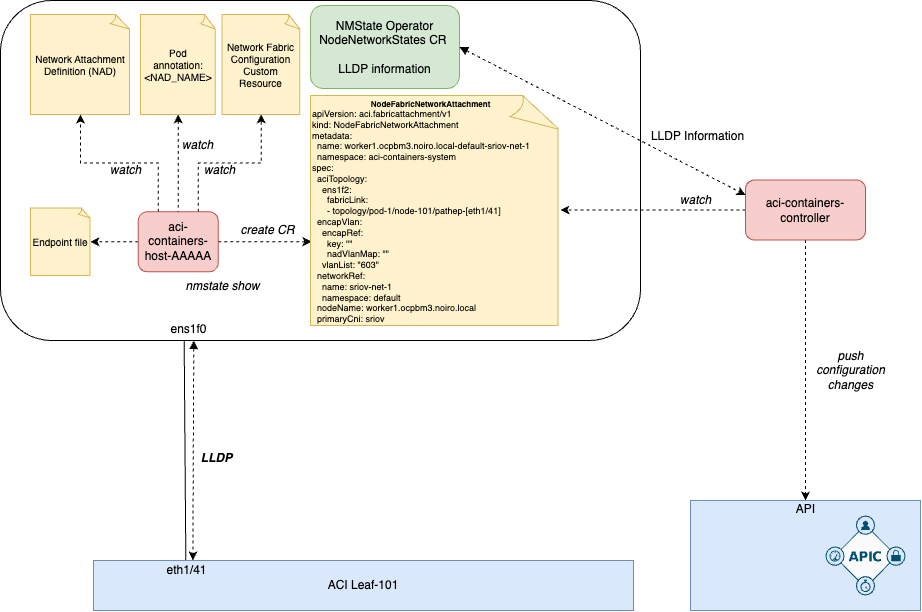 Network Attachment
Definition (NAD)
Pod
annotation:
<NAD_NAME>
Network Fabric
Configuration
Custom
Resource
NMState Operator
NodeNetworkStates CR
LLDP information
NodeFabricNetworkAttachment
apiVersion: aci.fabricattachment/v1
kind: NodeFabricNetworkAttachment
metadata:
name: worker1.ocpbm3.noiro.local-default-sriov-net-1
namespace: aci-containers-system
spec:
aciTopology:
ens1f2:
fabricLink:
- topology/pod-1/node-101/pathep-[eth1/41]
encapVlan:
encapRef:
key: ""
nadVlanMap: ""
vlanList: "603"
networkRef:
name: sriov-net-1
namespace: default
nodeName: worker1.ocpbm3.noiro.local
primaryCni: sriov
watch
watch
watch
LLDP Information
Endpoint file
aci-
containers-
host-AAAAA
create CR
nmstate show
watch
aci-containers-
controller
ens1f0
push
configuration
changes
LLDP
eth1/41
ACI Leaf-101
API
APIC